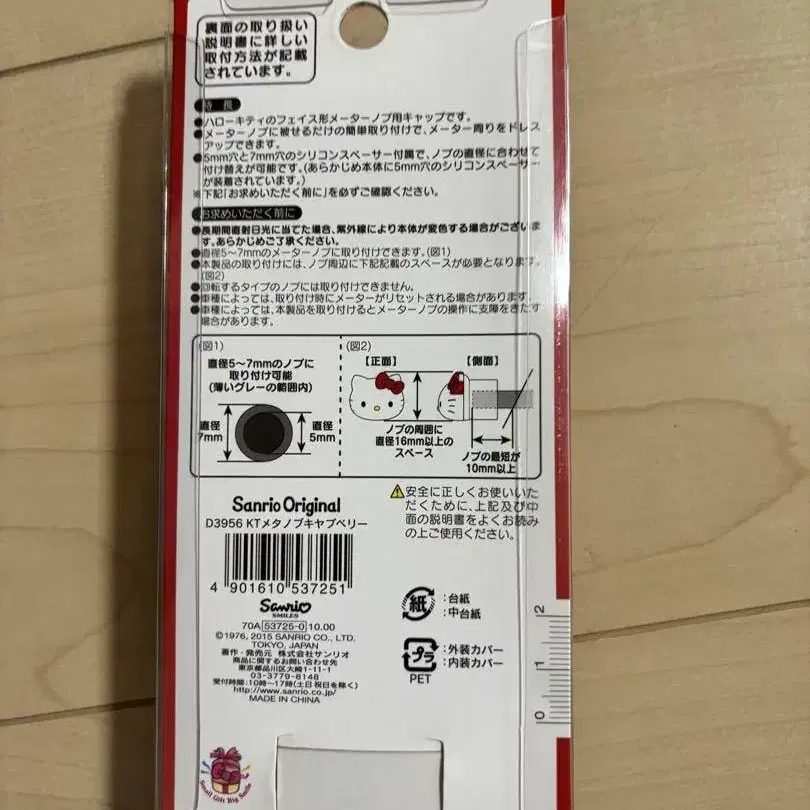 裏面の取り扱い
説明書に詳しい
取付方法が記載
されています。
特長
●ハローキティのフェイス形メーターノブ用キャップです。
●メーターノブに被せるだけの簡単取り付けで、メーター周りをドレス
アップできます。
●5mm穴と7mm穴のシリコンスペーサー付属で、ノブの直径に合わせて
付け替えが可能です。(あらかじめ本体に5mm穴のシリコンスペーサー
が装着されています。)
※下記「お求めいただく前に」を必ずご確認ください。
お求めいただく前に
●長期間直射日光に当てた場合、紫外線により本体が変色する場合がございま
す。あらかじめご了承ください。
●直径5〜7mmのメーターノブに取り付けできます。(図1)
●本製品の取り付けには、ノブ周辺に下記記載のスペースが必要となります。
(図2)
●回転するタイプのノブには取り付けできません。
●車種によっては、取り付け時にメーターがリセットされる場合があります。
●車種によっては、本製品を取り付けるとメーターノブの操作に支障をきたす
場合があります。
(図1)
直径5〜7mmのノブに
取り付け可能
(薄いグレーの範囲内)
直径
7mm
直径
5mm
(図2)
【正面】
【側面】
ノブの周囲に
直径16mm以上の
スペース
ノブの最短が
10mm以上
Sanrio Original
D3956 KTメタノブキヤプベリー
4 901610 537251
Sanrio
SMILES
70A 53725-0 10.00
©1976, 2015 SANRIO CO., LTD.
TOKYO, JAPAN
著作・発売元 株式会社サンリオ
商品に関するお問い合わせ先
東京都品川区大崎1-11-1
03-3779-8148
受付時間:10時〜17時(土日祝日を除く)
http://www.sanrio.co.jp/
MADE IN CHINA
⚠安全に正しくお使いいた
だくために、上記及び中
面の説明書をよくお読み
の上ご使用ください。
紙
:台紙
:中台紙
プラ
:外装カバー
:内装カバー
PET
2
1
0
Small Gift Big Smile